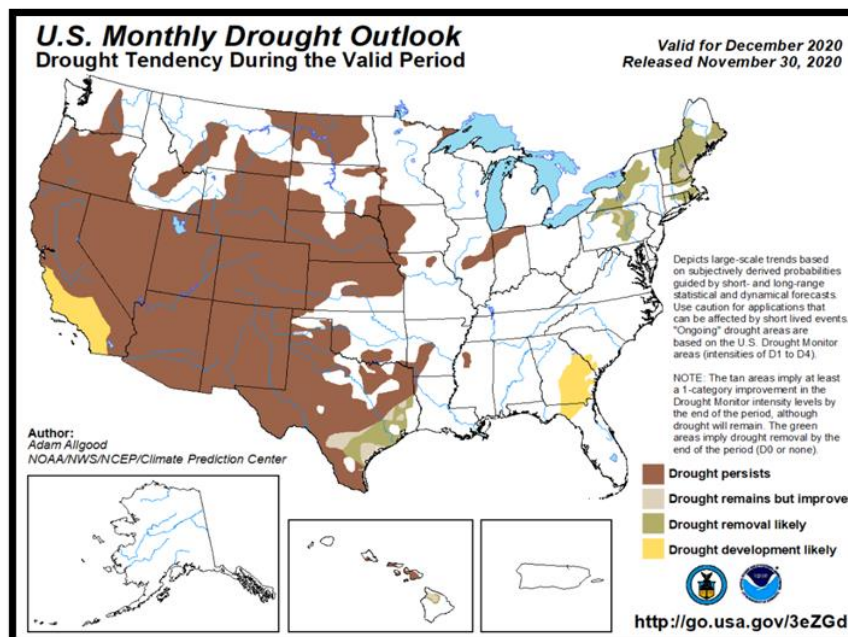 U.S. Monthly Drought Outlook
Drought Tendency During the Valid Period
Valid for December 2020
Released November 30, 2020
Depicts large-scale trends based
on subjectively derived probabilities
guided by short- and long-range
statistical and dynamical forecasts.
Use caution for applications that
can be affected by short lived events.
"Ongoing" drought areas are
based on the U.S. Drought Monitor
areas (intensities of D1 to D4).
NOTE: The tan areas imply at least
a 1-category improvement in
the Drought Monitor intensity levels by
the end of the period, although
drought will remain. The green
areas imply drought removal by the
end of the period (D0 or none).
Author:
Adam Allgood
NOAA/NWS/NCEP/Climate Prediction Center
Drought persists
Drought remains but improve
Drought removal likely
Drought development likely
http://go.usa.gov/3eZGd